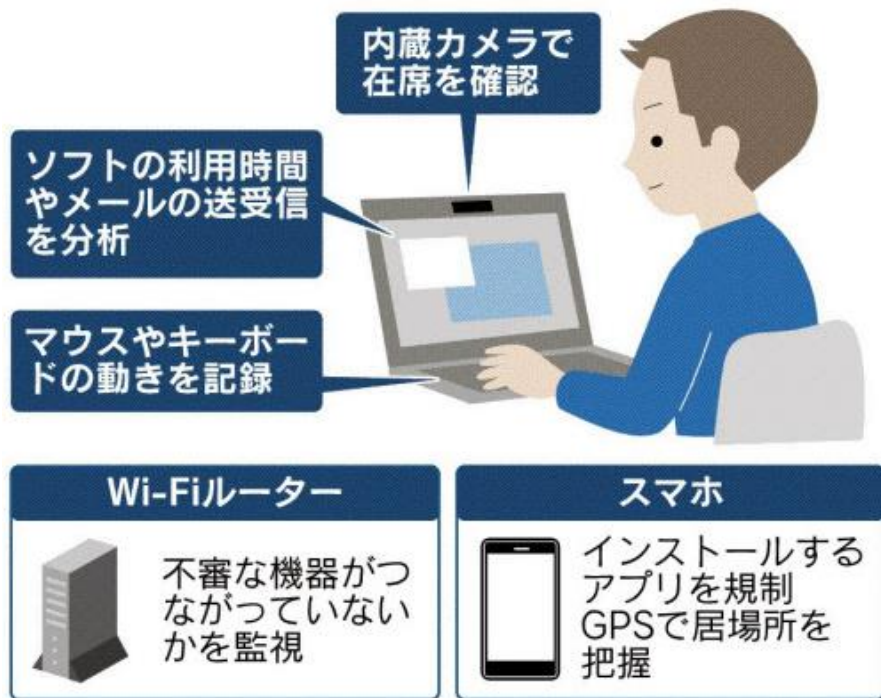 内蔵カメラで
在席を確認
ソフトの利用時間
やメールの送受信
を分析
マウスやキーボー
ドの動きを記録
Wi-Fiルーター
不審な機器がつ
ながっていない
かを監視
スマホ
インストールする
アプリを規制
GPSで居場所を
把握